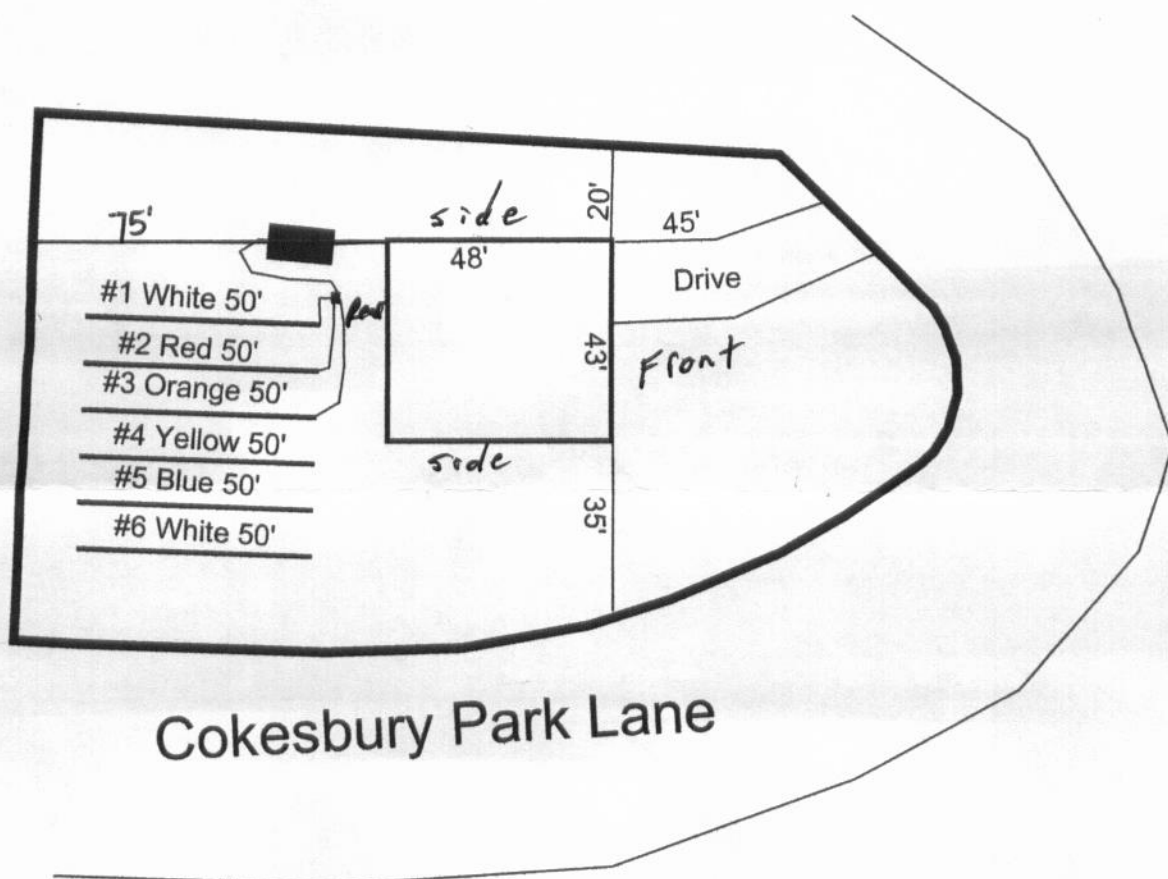 75'
side
20'
45'
48'
Drive
#1 White 50'
Rear
#2 Red 50'
43'
Front
#3 Orange 50'
#4 Yellow 50'
side
#5 Blue 50'
35'
#6 White 50'
Cokesbury Park Lane